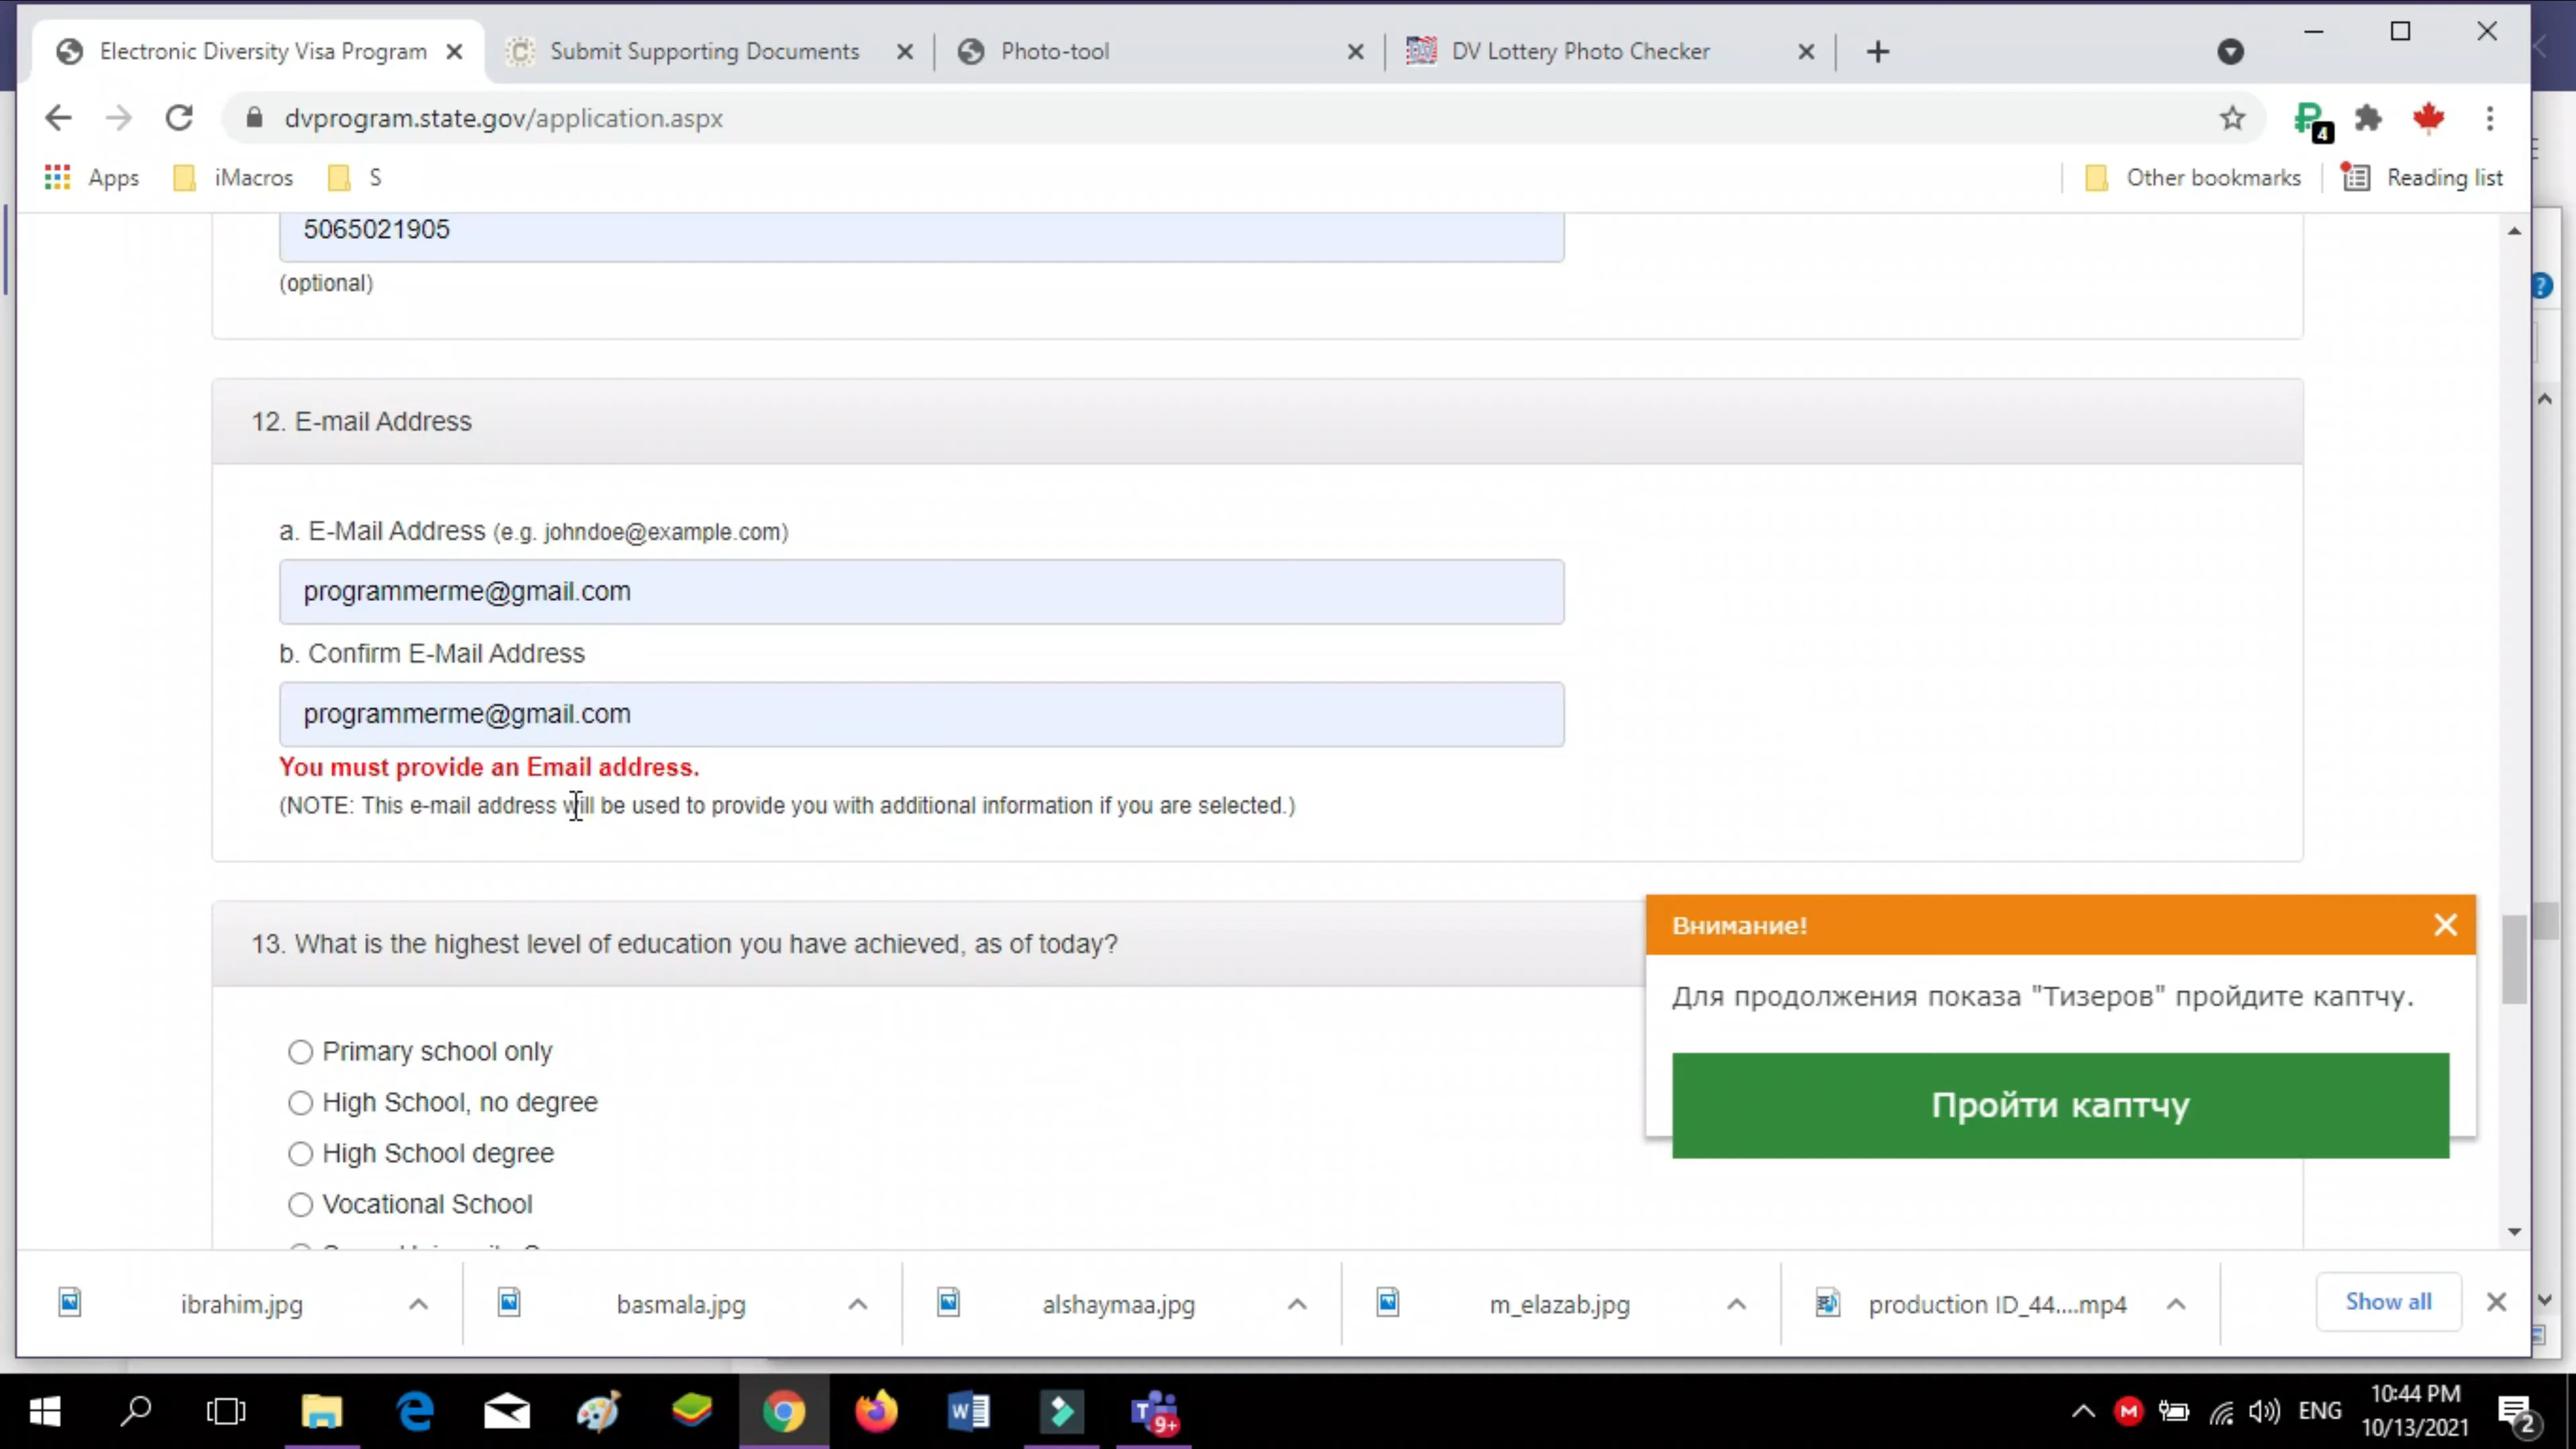 Electronic Diversity Visa Program
Submit Supporting Documents
Photo-tool
DV Lottery Photo Checker
dvprogram.state.gov/application.aspx
4
Apps
iMacros
S
Other bookmarks
Reading list
5065021905
(optional)
12. E-mail Address
a. E-Mail Address (e.g. johndoe@example.com)
programmerme@gmail.com
b. Confirm E-Mail Address
programmerme@gmail.com
You must provide an Email address.
(NOTE: This e-mail address will be used to provide you with additional information if you are selected.)
13. What is the highest level of education you have achieved, as of today?
Primary school only
High School, no degree
High School degree
Vocational School
Внимание!
Для продолжения показа "Тизеров" пройдите каптчу.
Пройти каптчу
ibrahim.jpg
basmala.jpg
alshaymaa.jpg
m_elazab.jpg
production ID_44....mp4
Show all
9+
ENG
10:44 PM
10/13/2021
2